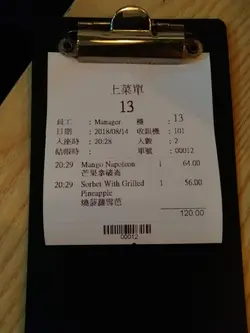 上菜單
13
員工 : Manager 檯 : 13
日期 : 2018/08/14 收銀機 : 101
入座時 : 20:28 人數 : 2
結賬時 : 單號 : 00012
20:29 Mango Napoleon 1 64.00
芒果拿破崙
20:29 Sorbet With Grilled 1 56.00
Pineapple
燒菠蘿雪芭
120.00
00012